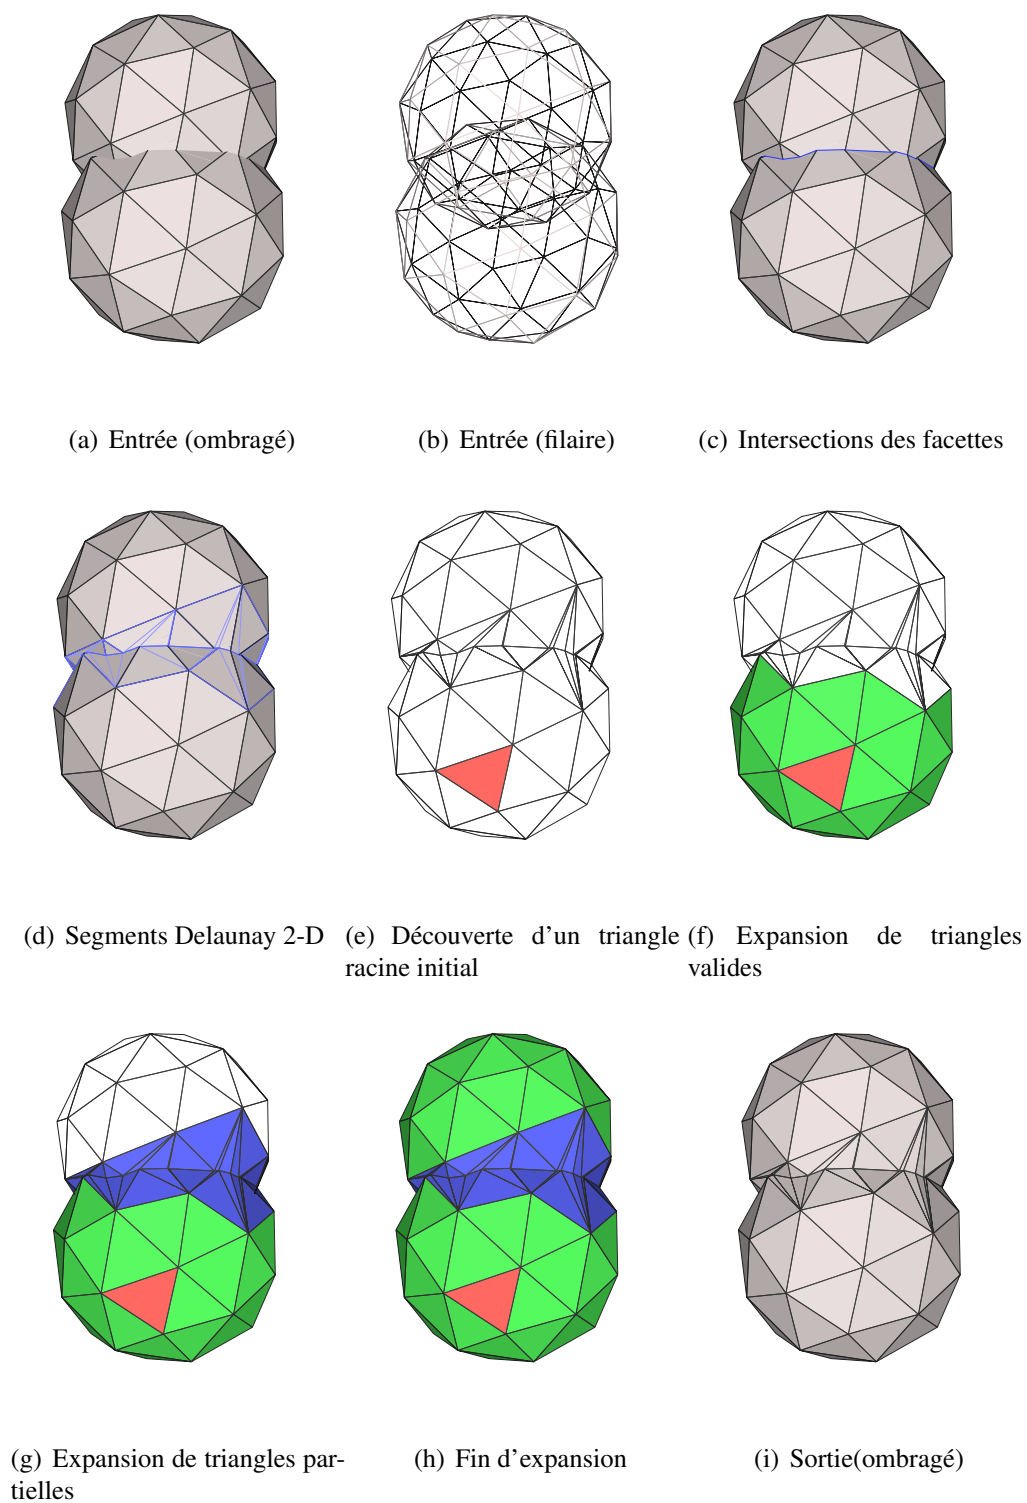 (a) Entrée (ombragé)
(b) Entrée (filaire)
(c) Intersections des facettes
(d) Segments Delaunay 2-D
(e) Découverte d'un triangle
racine initial
(f) Expansion de triangles
valides
(g) Expansion de triangles par-
tielles
(h) Fin d'expansion
(i) Sortie(ombragé)